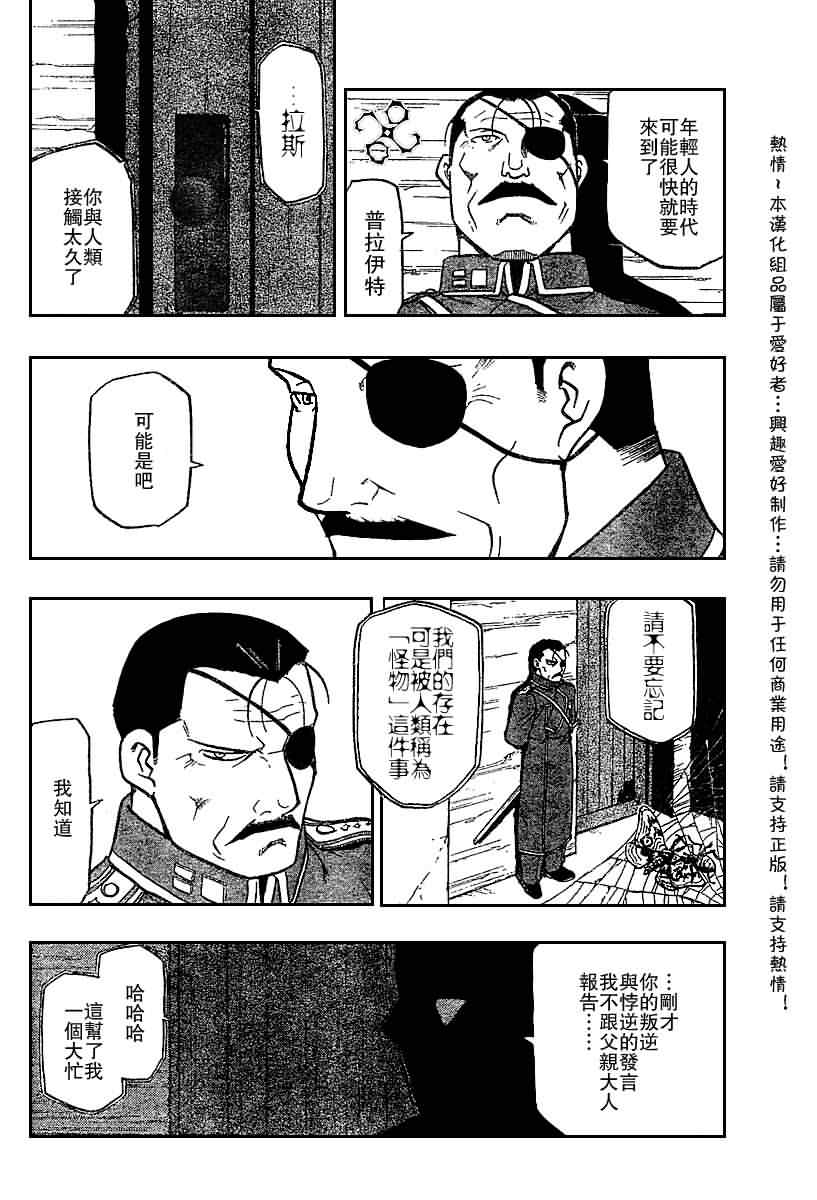 年輕人的時代
可能很快就要
來到了
普拉伊特
…拉斯
你與人類
接觸太久了
可能是吧
請不要忘記
我們的存在
可是被人類稱為
「怪物」這件事
我知道
…剛才
你的叛逆
與悖逆的發言
我不跟父親大人
報告……
哈哈哈
這幫了我
一個大忙
熱情～本漢化組品屬于愛好者…興趣愛好制作…請勿用于任何商業用途！請支持正版！請支持熱情！